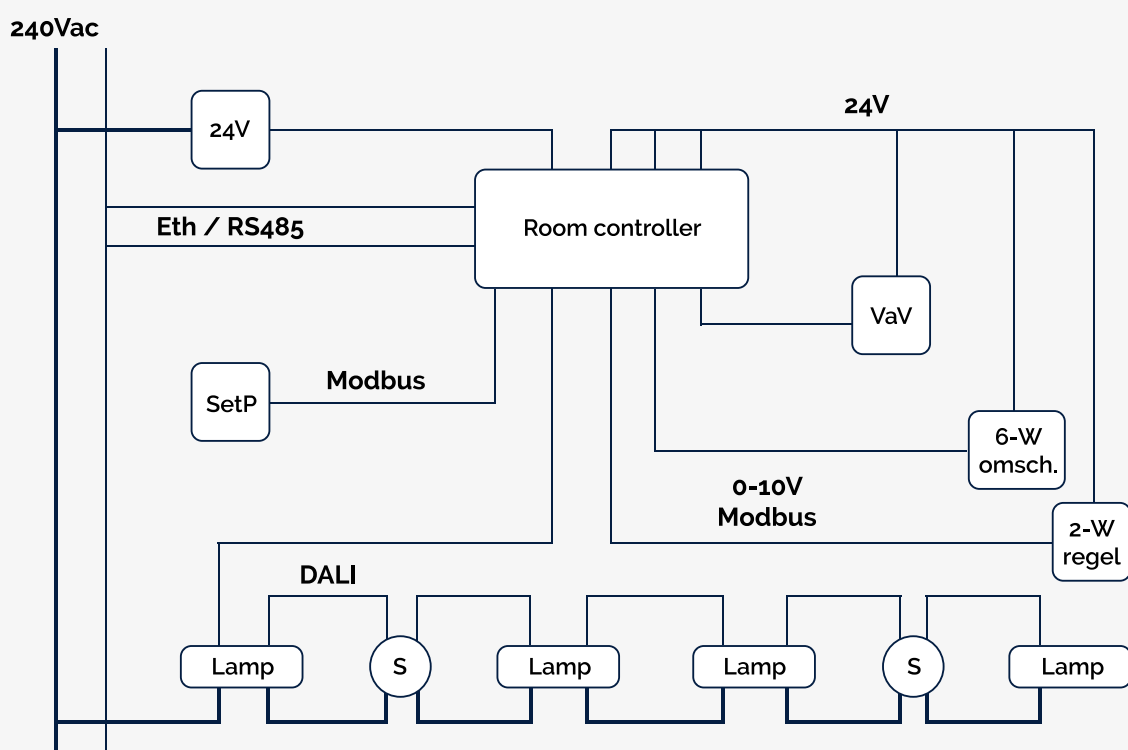 240Vac
24V
24V
Eth / RS485
Room controller
VaV
SetP
Modbus
6-W
omsch.
0-10V
Modbus
2-W
regel
DALI
Lamp
S
Lamp
Lamp
S
Lamp